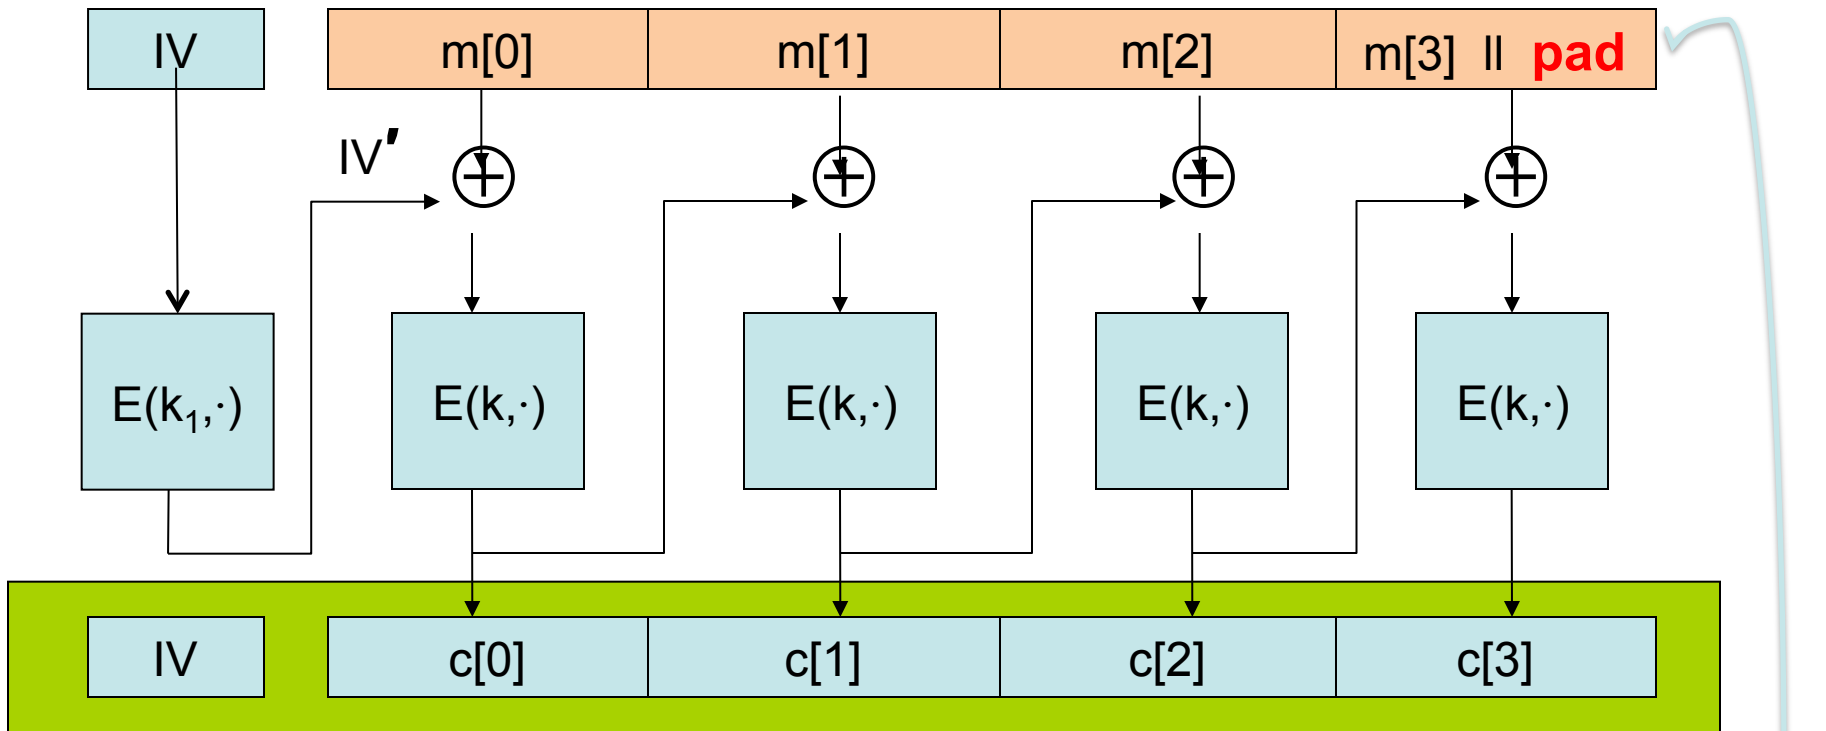 IV m[0] m[1] m[2] m[3] ll pad
IV′
E(k₁,·) E(k,·) E(k,·) E(k,·) E(k,·)
IV c[0] c[1] c[2] c[3]